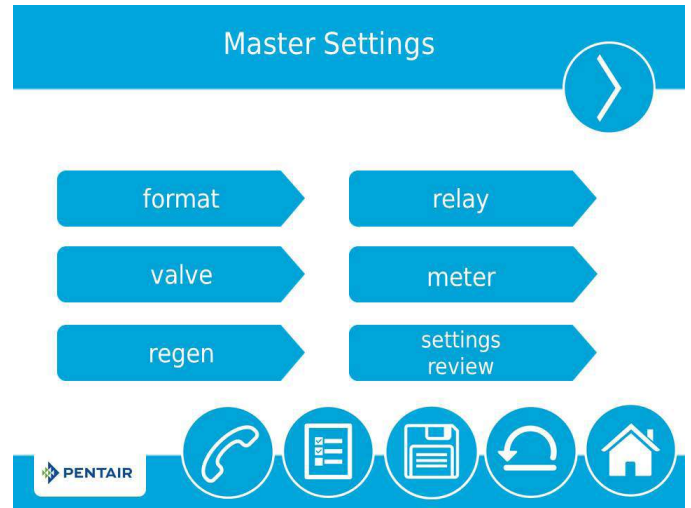 Master Settings
format
relay
valve
meter
regen
settings
review
PENTAIR